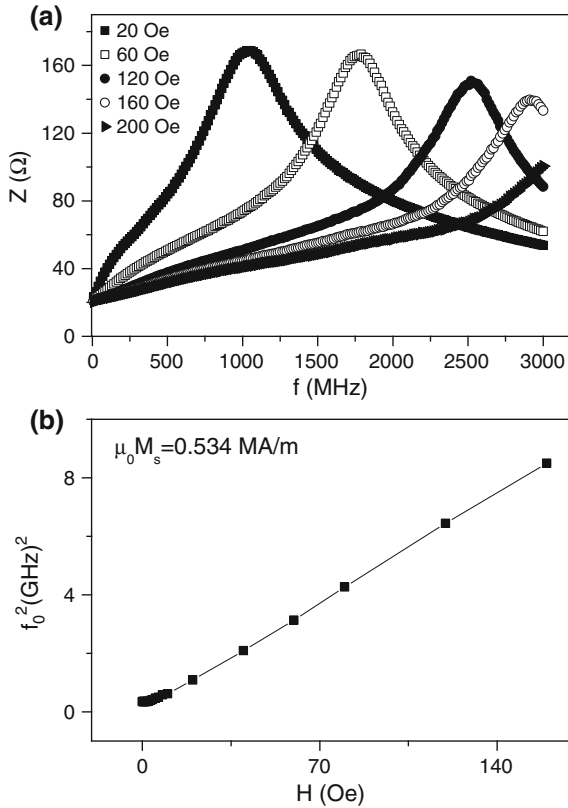 (a)
20 Oe
60 Oe
120 Oe
160 Oe
200 Oe
Z (Ω)
160
120
80
40
0
0 500 1000 1500 2000 2500 3000
f (MHz)
(b)
μ₀Mₛ=0.534 MA/m
f₀²(GHz)²
8
4
0
0 70 140
H (Oe)